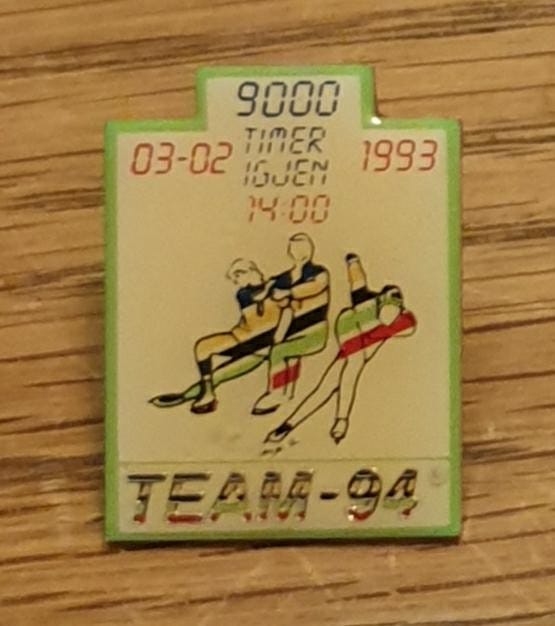 9000
TIMER
03-02 IGJEN 1993
14:00
TEAM-94